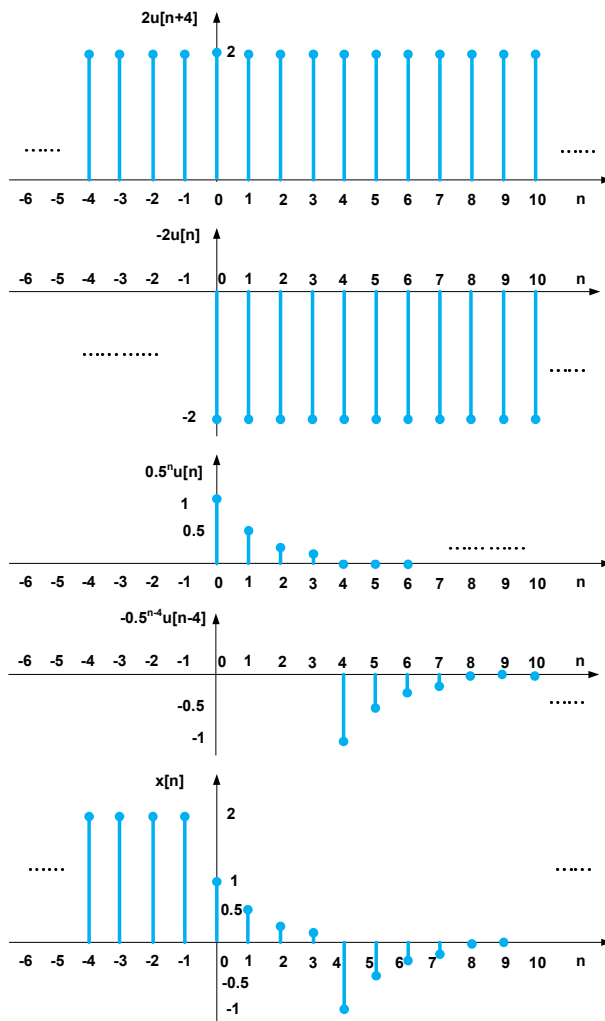 2u[n+4]
2
...... ......
-6 -5 -4 -3 -2 -1 0 1 2 3 4 5 6 7 8 9 10 n
-2u[n]
-6 -5 -4 -3 -2 -1 0 1 2 3 4 5 6 7 8 9 10 n
............ ......
-2
0.5ⁿu[n]
1
0.5
............
-6 -5 -4 -3 -2 -1 0 1 2 3 4 5 6 7 8 9 10 n
-0.5ⁿ⁻⁴u[n-4]
-6 -5 -4 -3 -2 -1 0 1 2 3 4 5 6 7 8 9 10 n
-0.5
......
-1
x[n]
2
...... ......
1
0.5
-6 -5 -4 -3 -2 -1 0 1 2 3 4 5 6 7 8 9 10 n
-0.5
-1